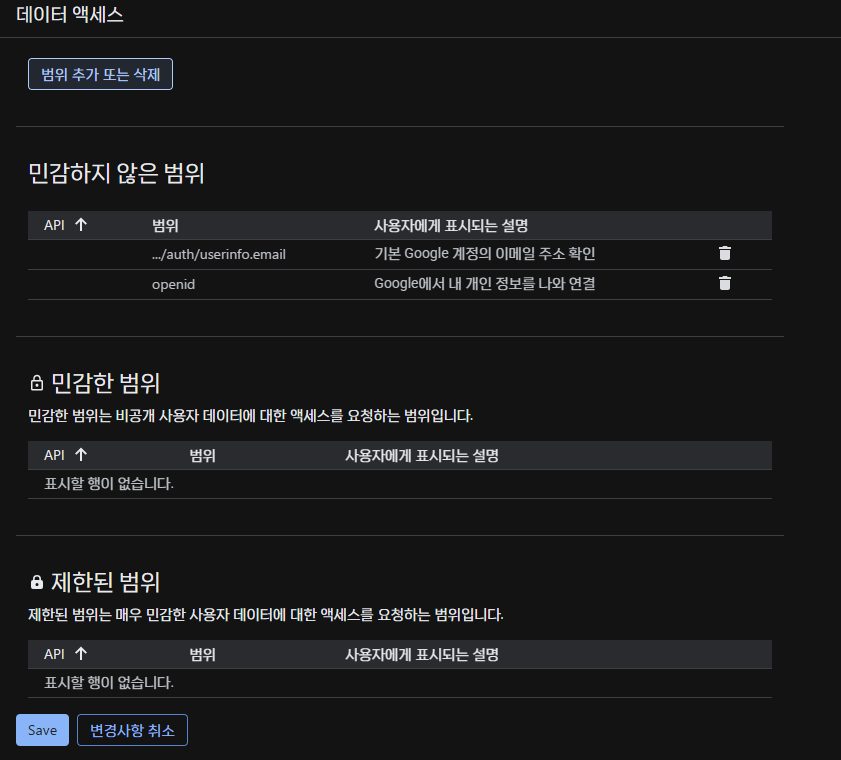 데이터 액세스
범위 추가 또는 삭제
민감하지 않은 범위
API 범위 사용자에게 표시되는 설명
.../auth/userinfo.email 기본 Google 계정의 이메일 주소 확인
openid Google에서 내 개인 정보를 나와 연결
민감한 범위
민감한 범위는 비공개 사용자 데이터에 대한 액세스를 요청하는 범위입니다.
API 범위 사용자에게 표시되는 설명
표시할 행이 없습니다.
제한된 범위
제한된 범위는 매우 민감한 사용자 데이터에 대한 액세스를 요청하는 범위입니다.
API 범위 사용자에게 표시되는 설명
표시할 행이 없습니다.
Save 변경사항 취소